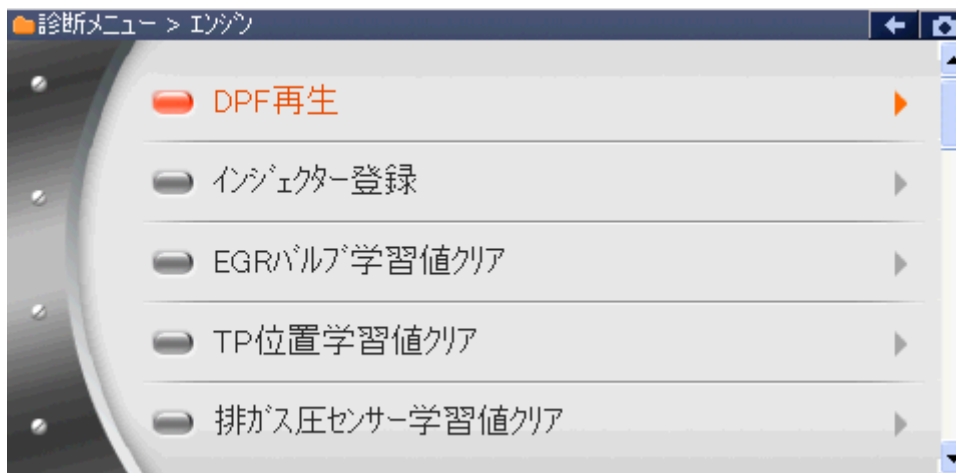 診断メニュー > エンジン
DPF再生
インジェクター登録
EGRバルブ学習値クリア
TP位置学習値クリア
排ガス圧センサー学習値クリア